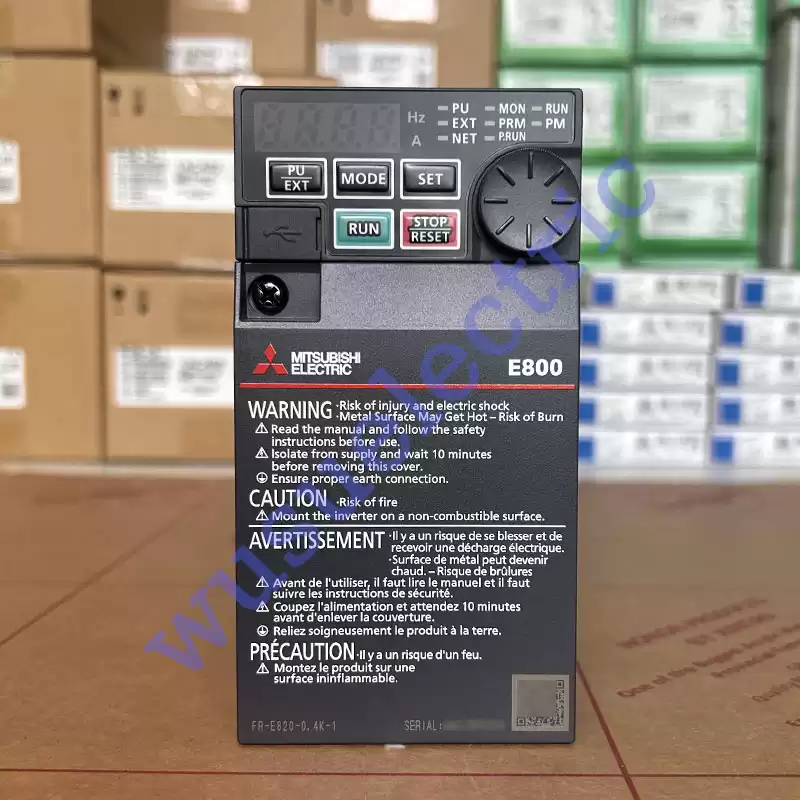 Hz
A
PU
MON
RUN
EXT
PRM
PM
NET
P.RUN
PU
EXT
MODE
SET
RUN
STOP
RESET
MITSUBISHI
ELECTRIC
E800
WARNING ·Risk of injury and electric shock
·Metal Surface May Get Hot – Risk of Burn
Read the manual and follow the safety
instructions before use.
Isolate from supply and wait 10 minutes
before removing this cover.
Ensure proper earth connection.
CAUTION ·Risk of fire
Mount the inverter on a non-combustible surface.
AVERTISSEMENT ·Il y a un risque de se blesser et de
recevoir une décharge électrique.
·Surface de métal peut devenir
chaud. – Risque de brûlures
Avant de l'utiliser, il faut lire le manuel et il faut
suivre les instructions de sécurité.
Coupez l'alimentation et attendez 10 minutes
avant d'enlever la couverture.
Reliez soigneusement le produit à la terre.
PRÉCAUTION ·Il y a un risque d'un feu.
Montez le produit sur une
surface ininflammable.
FR-E820-0.4K-1 SERIAL: